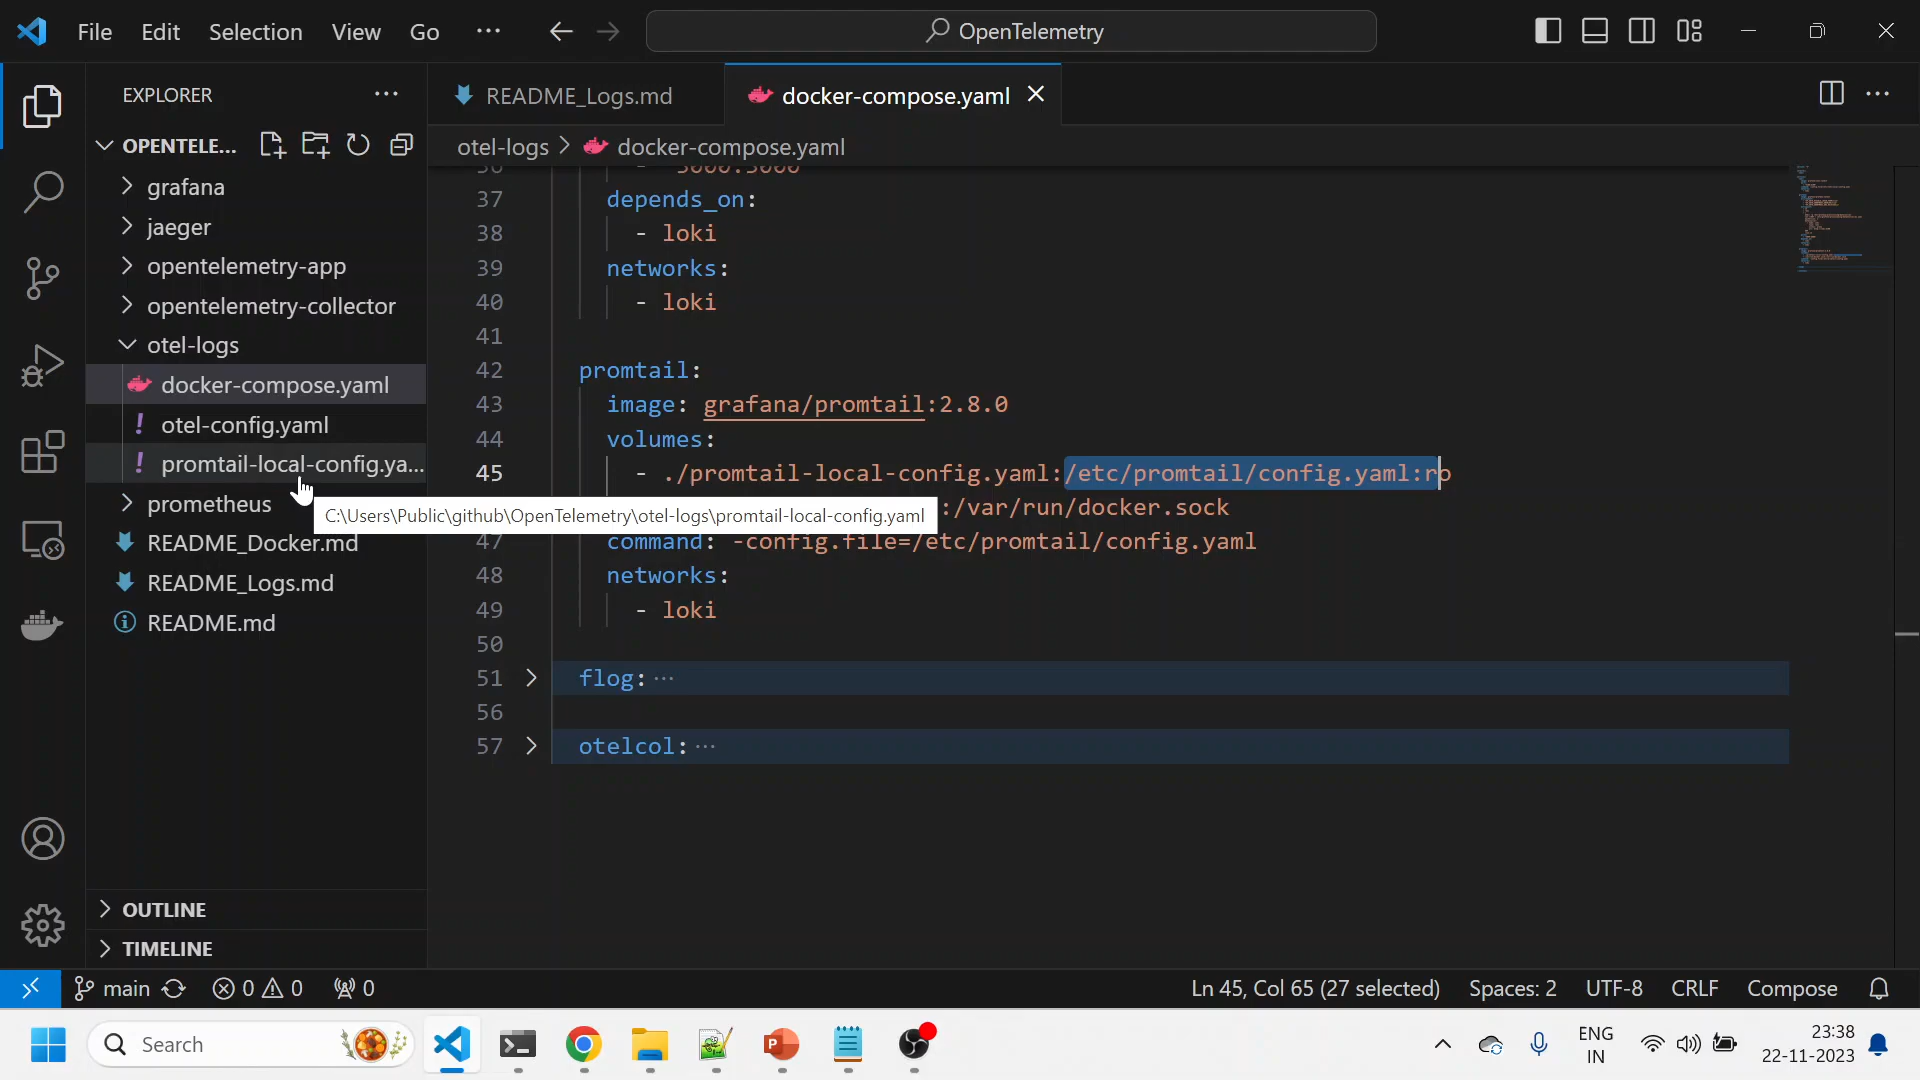 File Edit Selection View Go ··· OpenTelemetry
EXPLORER ···
README_Logs.md
docker-compose.yaml
OPENTELE...
otel-logs > docker-compose.yaml
grafana
jaeger
opentelemetry-app
opentelemetry-collector
otel-logs
docker-compose.yaml
otel-config.yaml
promtail-local-config.ya...
prometheus
README_Docker.md
README_Logs.md
README.md
OUTLINE
TIMELINE
36 - 3000:3000
37 depends_on:
38 - loki
39 networks:
40 - loki
41
42 promtail:
43 image: grafana/promtail:2.8.0
44 volumes:
45 - ./promtail-local-config.yaml:/etc/promtail/config.yaml:ro
:/var/run/docker.sock
C:\Users\Public\github\OpenTelemetry\otel-logs\promtail-local-config.yaml
47 command: -config.file=/etc/promtail/config.yaml
48 networks:
49 - loki
50
51 flog: ···
56
57 otelcol: ···
main 0 0 0
Ln 45, Col 65 (27 selected) Spaces: 2 UTF-8 CRLF Compose
Search
ENG
IN
23:38
22-11-2023